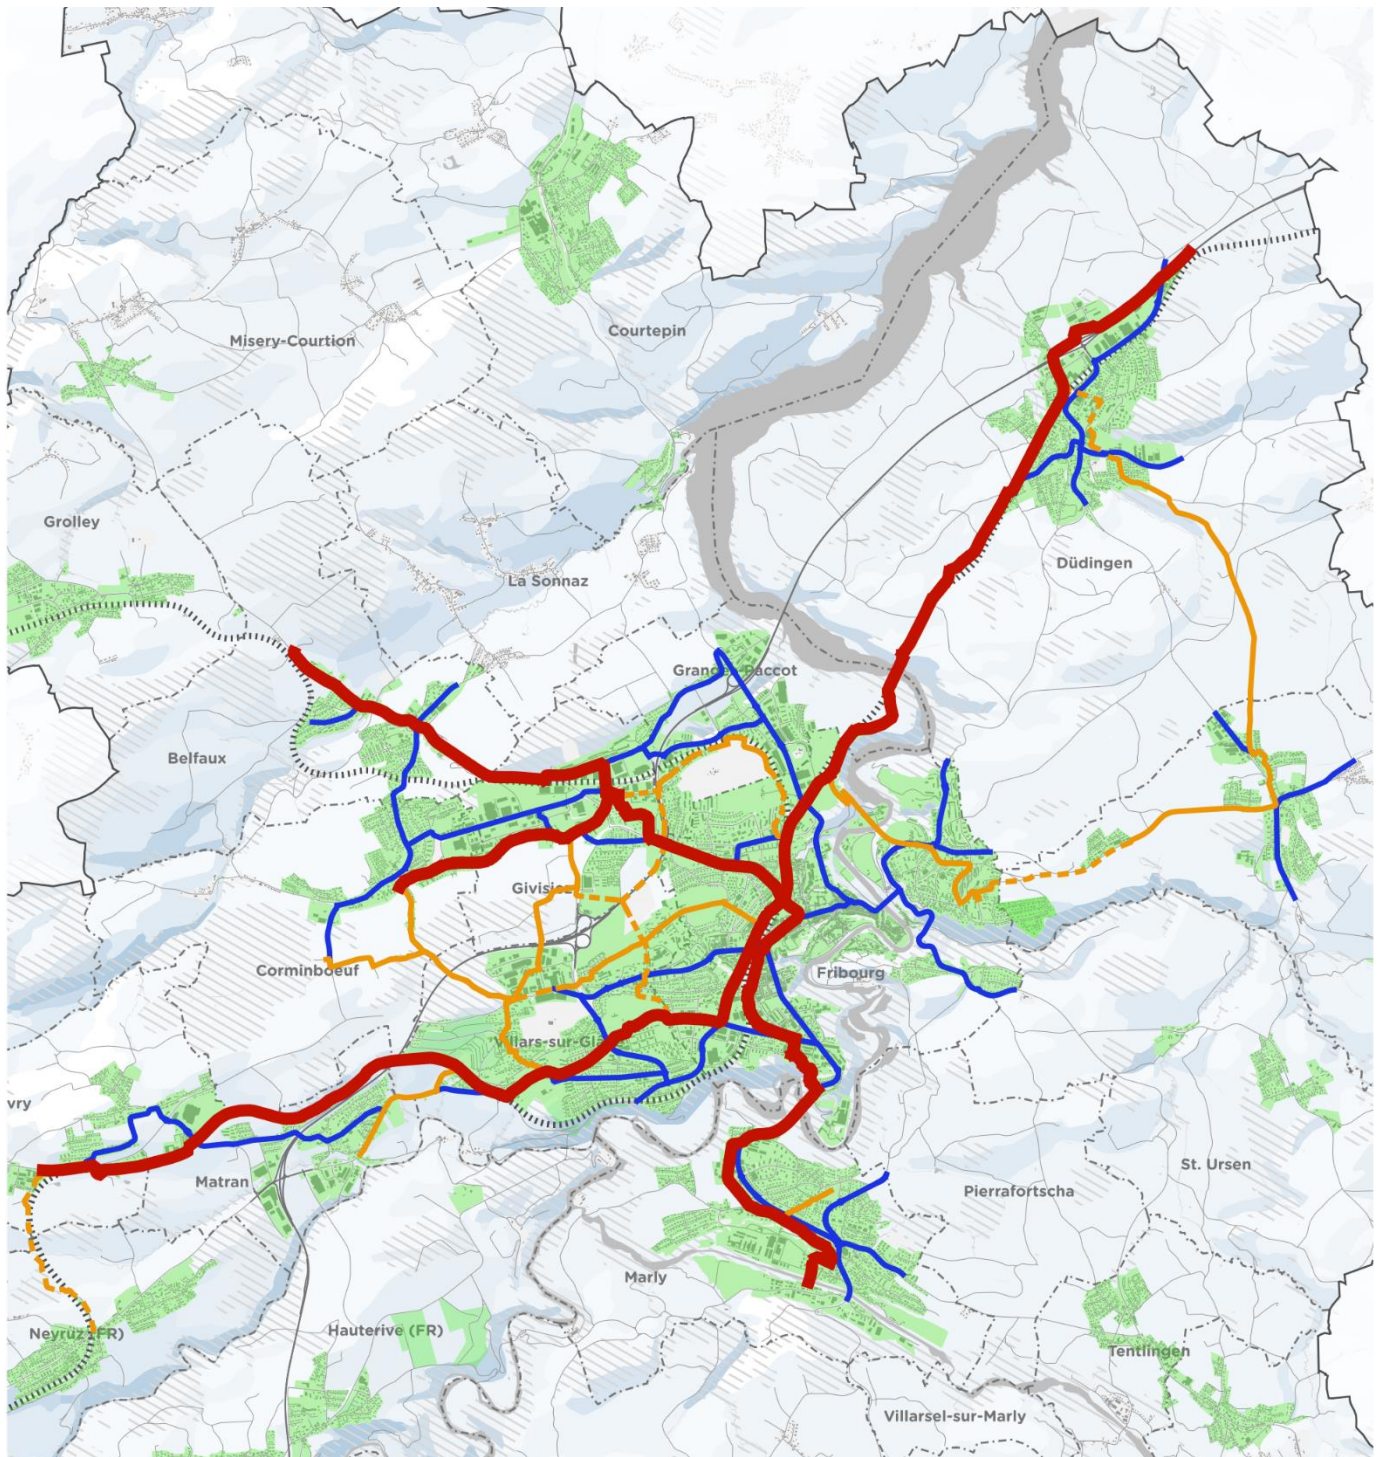 Misery-Courtion
Courtepin
Grolley
Düdingen
La Sonnaz
Belfaux
Givisiez
Corminboeuf
Fribourg
Villars-sur-Glâne
vry
Matran
St. Ursen
Pierrafortscha
Marly
Neyruz (FR)
Hauterive (FR)
Tentlingen
Villarsel-sur-Marly